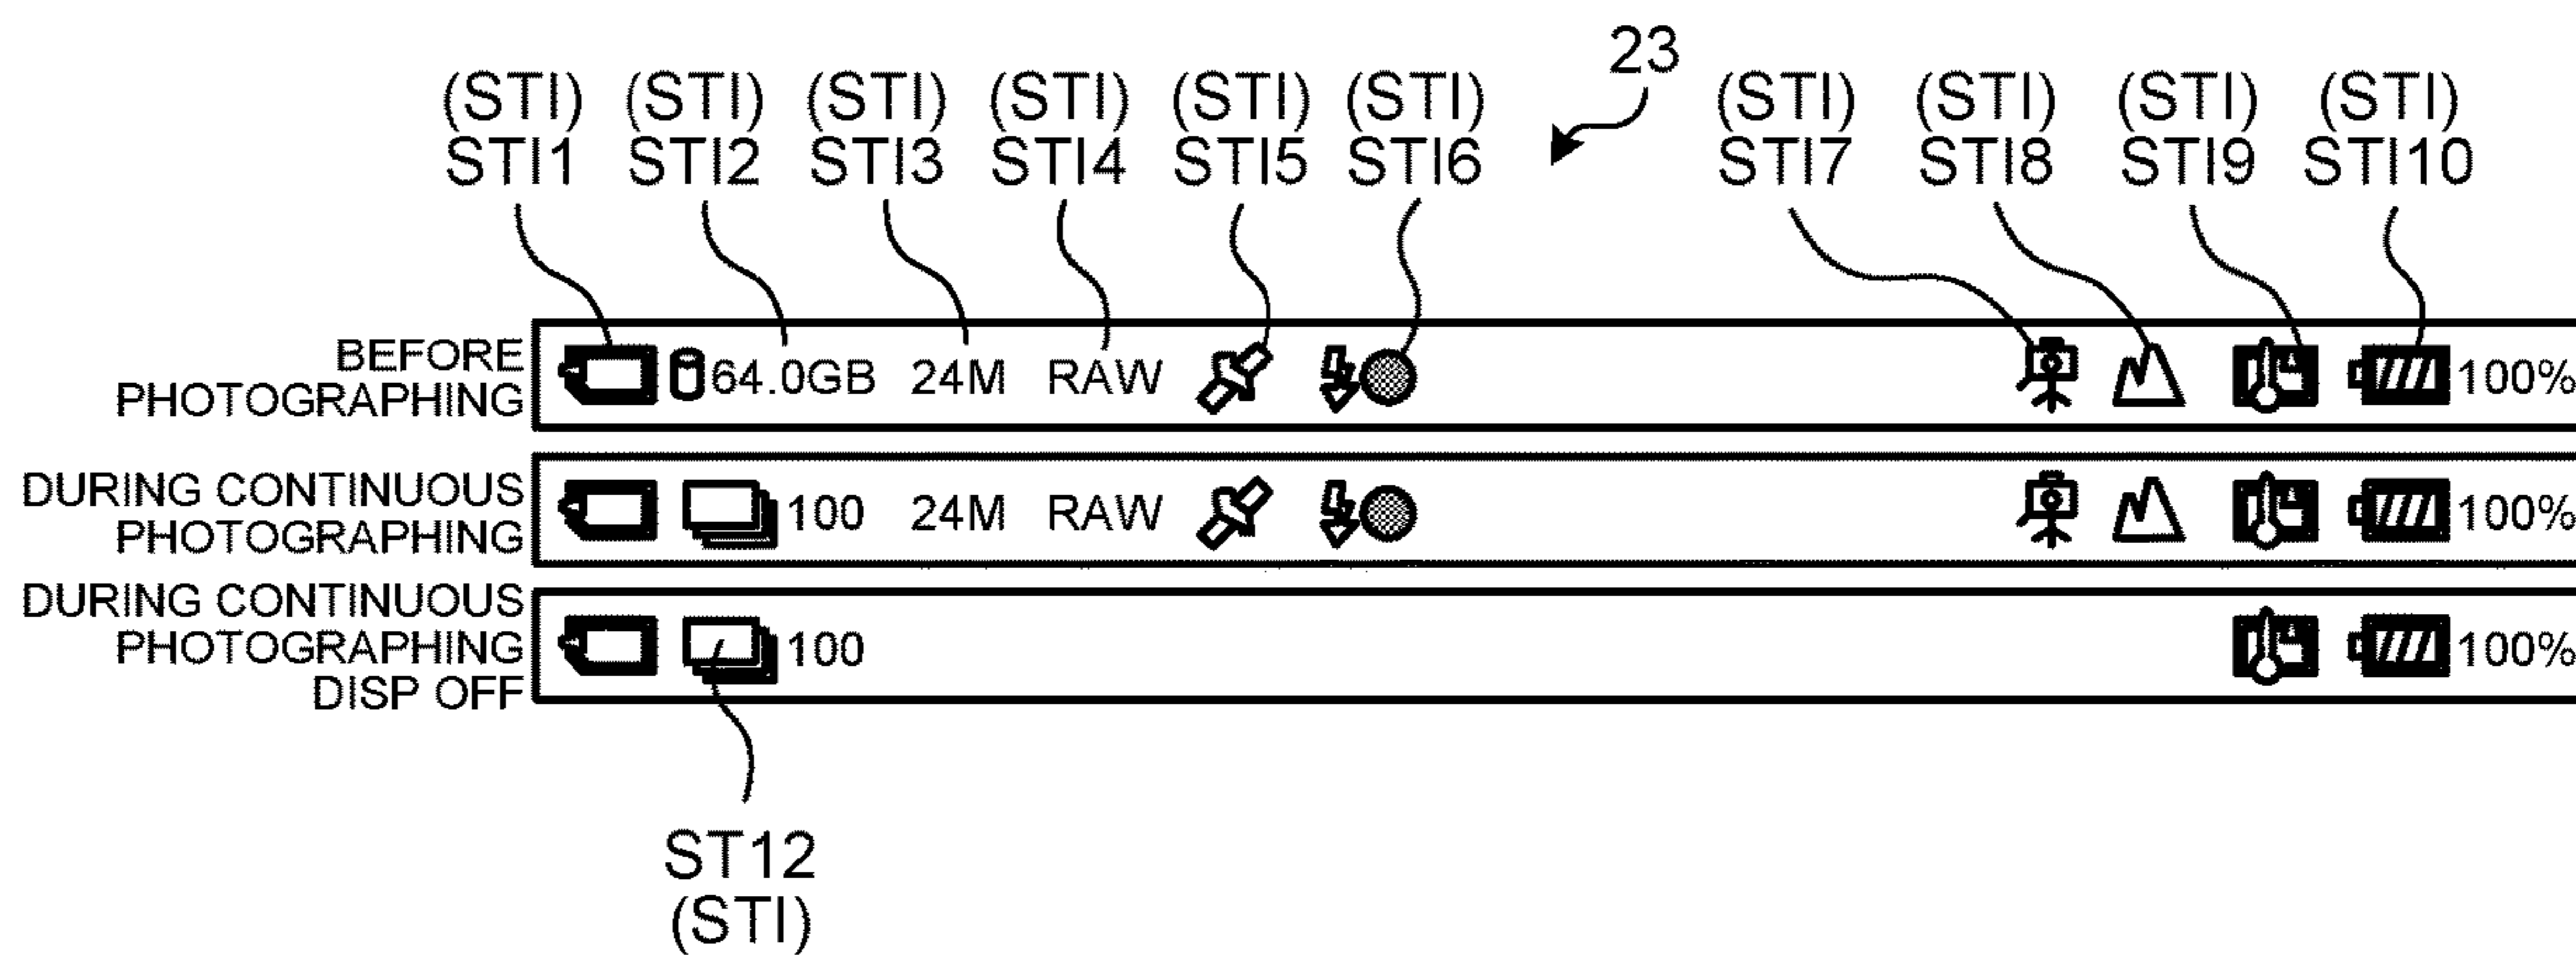 23
(STI) (STI) (STI) (STI) (STI) (STI) (STI) (STI) (STI) (STI)
STI1 STI2 STI3 STI4 STI5 STI6 STI7 STI8 STI9 STI10
BEFORE
PHOTOGRAPHING
64.0GB 24M RAW 100%
DURING CONTINUOUS
PHOTOGRAPHING
100 24M RAW 100%
DURING CONTINUOUS
PHOTOGRAPHING
DISP OFF
100 100%
ST12
(STI)